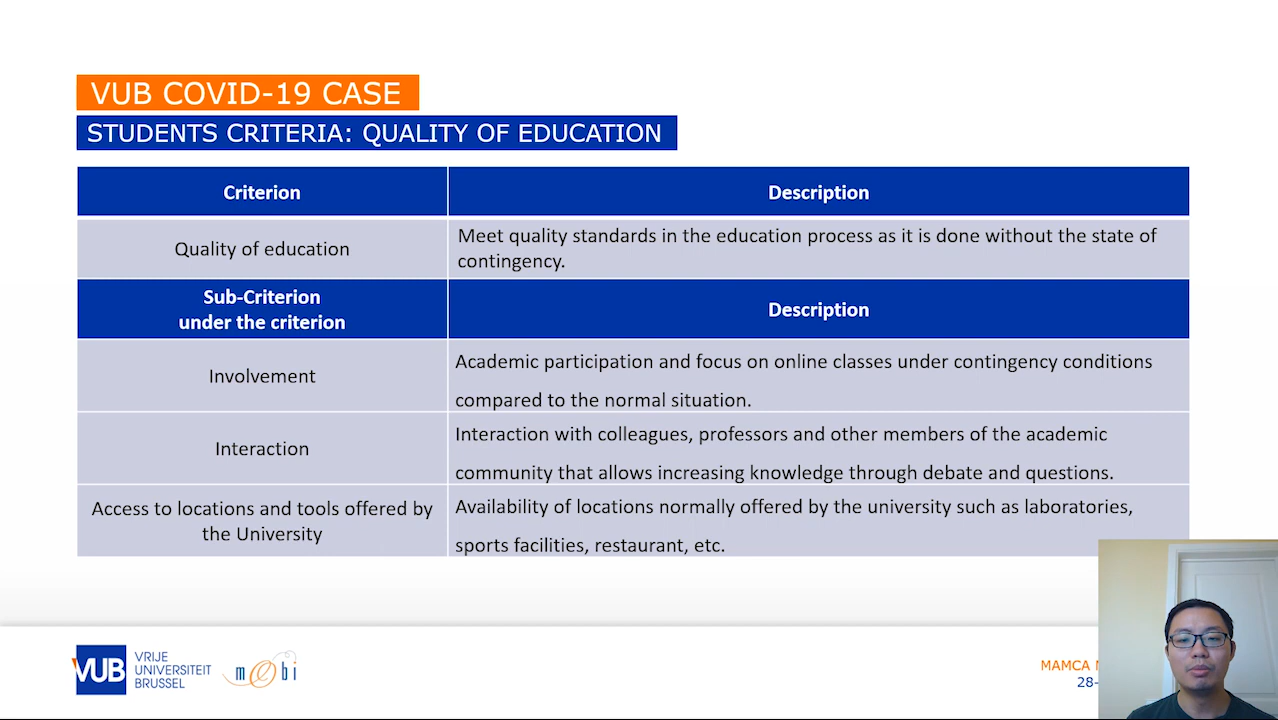 VUB COVID-19 CASE
STUDENTS CRITERIA: QUALITY OF EDUCATION
Criterion
Description
Quality of education
Meet quality standards in the education process as it is done without the state of
contingency.
Sub-Criterion
under the criterion
Description
Involvement
Academic participation and focus on online classes under contingency conditions
compared to the normal situation.
Interaction
Interaction with colleagues, professors and other members of the academic
community that allows increasing knowledge through debate and questions.
Access to locations and tools offered by
the University
Availability of locations normally offered by the university such as laboratories,
sports facilities, restaurant, etc.
VUB
VRIJE
UNIVERSITEIT
BRUSSEL
mobi
MAMCA
28-